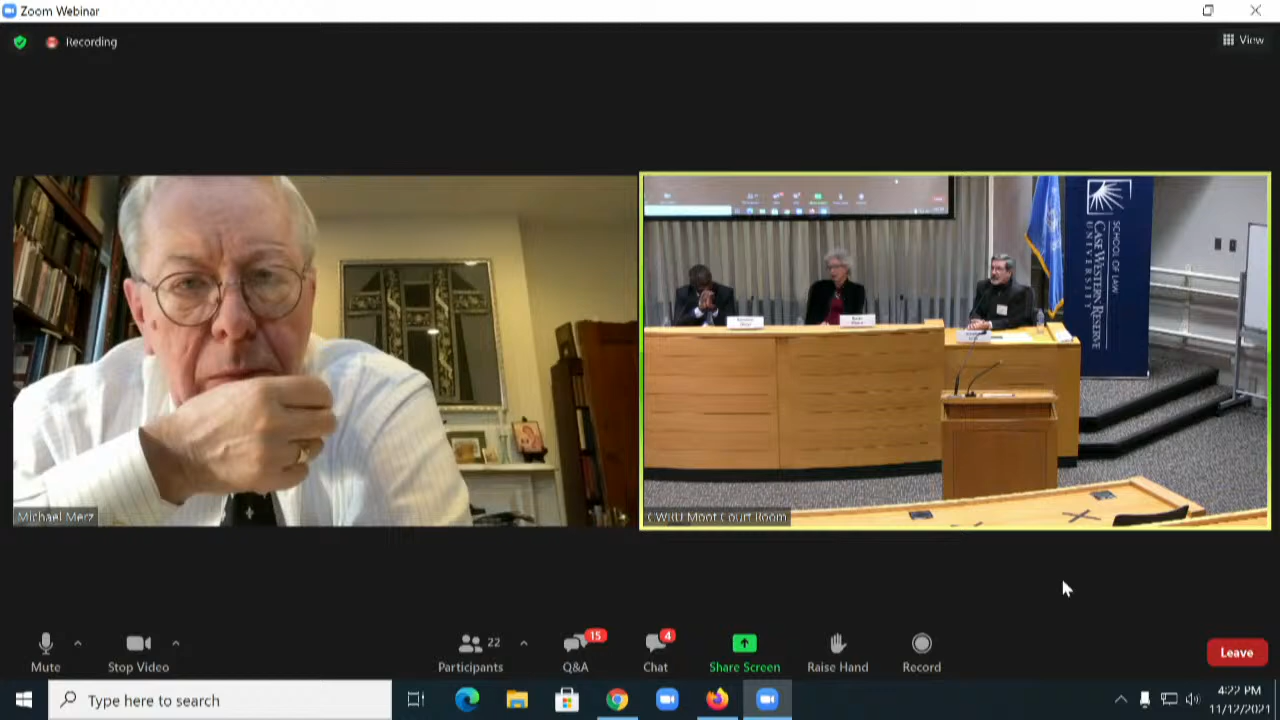 Zoom Webinar
Recording
View
SCHOOL OF LAW
CASE WESTERN RESERVE
UNIVERSITY
Michael Merz
CWRU Moot Court Room
Mute
Stop Video
22
Participants
15
Q&A
4
Chat
Share Screen
Raise Hand
Record
Leave
Type here to search
4:22 PM
11/12/2021